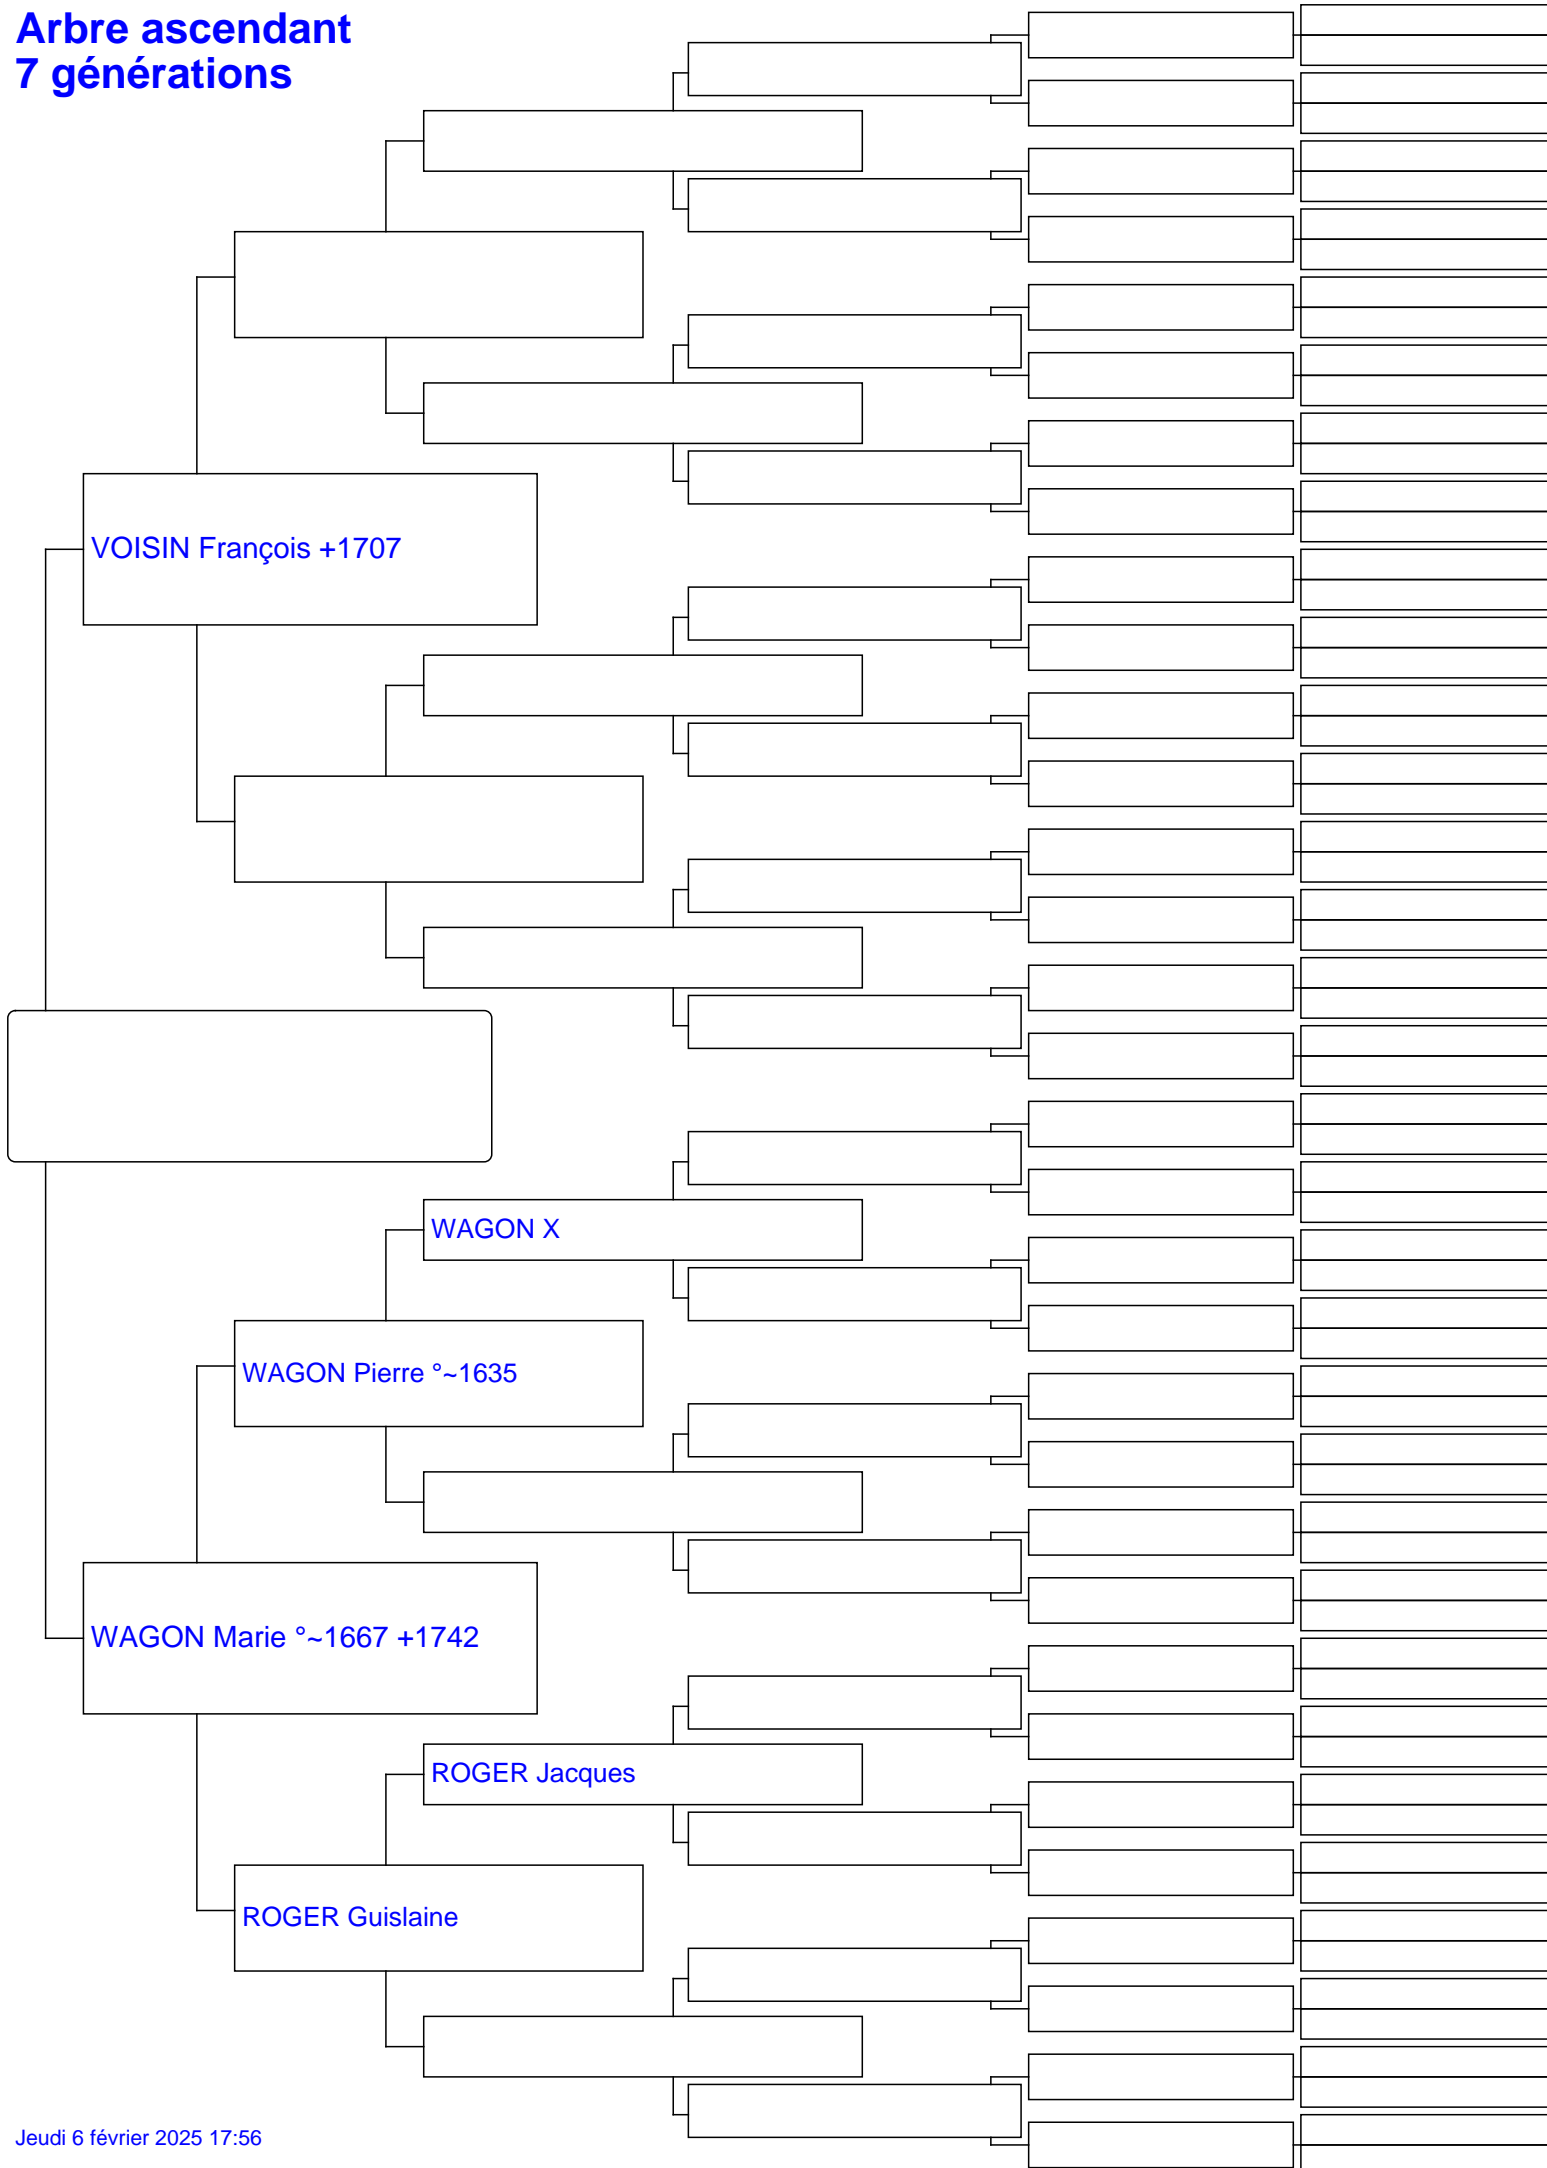 Arbre ascendant
7 générations
VOISIN François +1707
WAGON X
WAGON Pierre °~1635
WAGON Marie °~1667 +1742
ROGER Jacques
ROGER Guislaine
Jeudi 6 février 2025 17:56